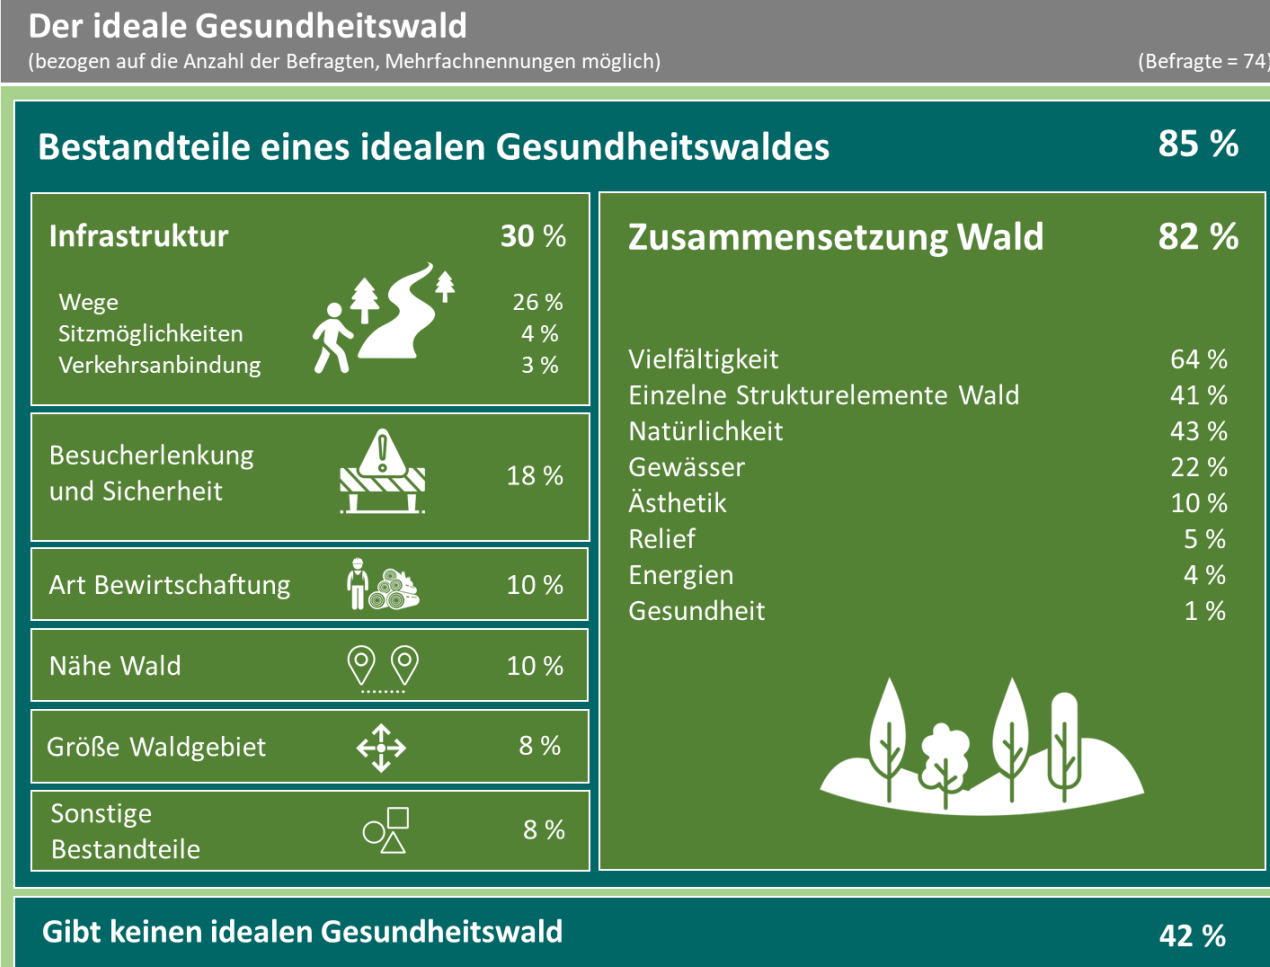 Der ideale Gesundheitswald
(bezogen auf die Anzahl der Befragten, Mehrfachnennungen möglich) (Befragte = 74)
Bestandteile eines idealen Gesundheitswaldes 85 %
Infrastruktur 30 %
Wege 26 %
Sitzmöglichkeiten 4 %
Verkehrsanbindung 3 %
Besucherlenkung
und Sicherheit 18 %
Art Bewirtschaftung 10 %
Nähe Wald 10 %
Größe Waldgebiet 8 %
Sonstige
Bestandteile 8 %
Zusammensetzung Wald 82 %
Vielfältigkeit 64 %
Einzelne Strukturelemente Wald 41 %
Natürlichkeit 43 %
Gewässer 22 %
Ästhetik 10 %
Relief 5 %
Energien 4 %
Gesundheit 1 %
Gibt keinen idealen Gesundheitswald 42 %